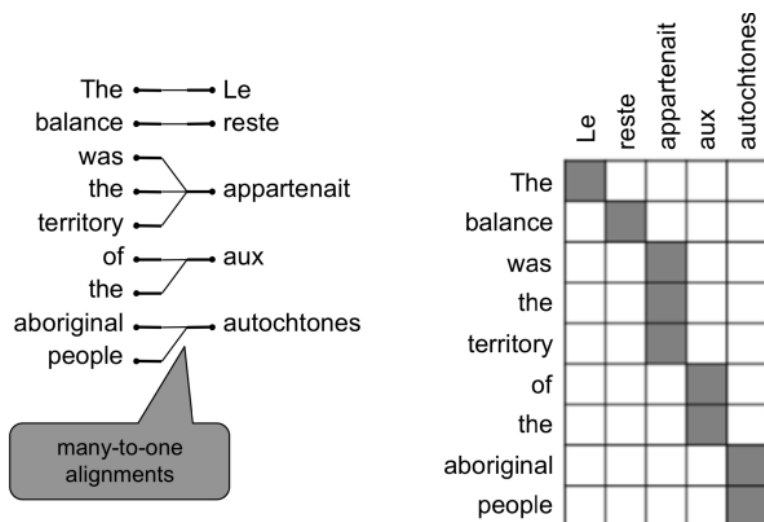 The Le
balance reste
was
the appartenait
territory
of aux
the
aboriginal autochtones
people
many-to-one
alignments
Le reste appartenait aux autochtones
The
balance
was
the
territory
of
the
aboriginal
people